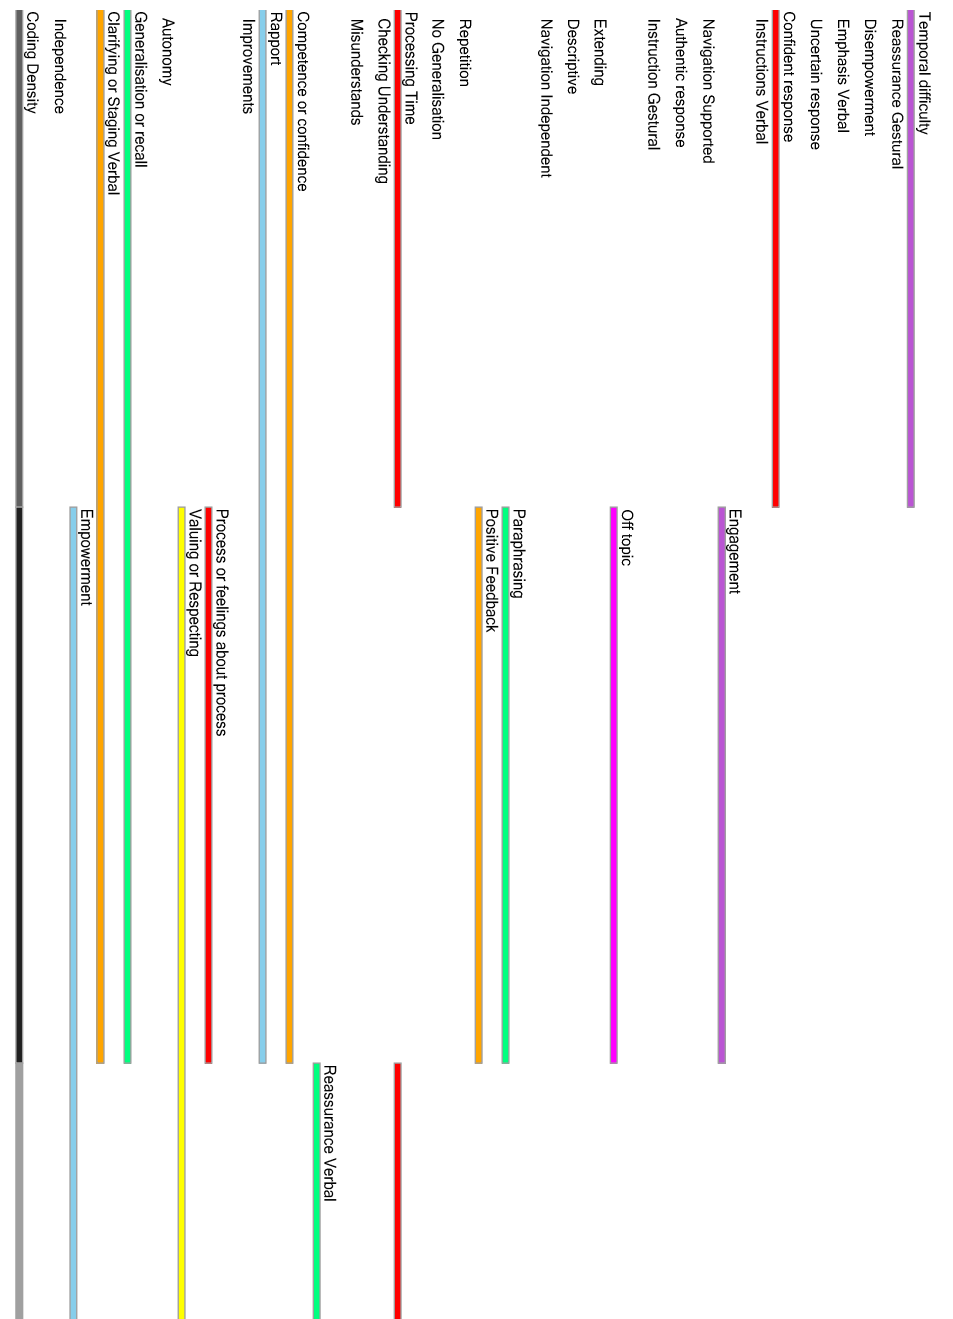 Coding Density
Independence
Empowerment
Clarifying or Staging Verbal
Generalisation or recall
Autonomy
Valuing or Respecting
Process or feelings about process
Improvements
Rapport
Competence or confidence
Reassurance Verbal
Misunderstands
Checking Understanding
Processing Time
No Generalisation
Repetition
Positive Feedback
Paraphrasing
Navigation Independent
Descriptive
Extending
Off topic
Instruction Gestural
Authentic response
Navigation Supported
Engagement
Instructions Verbal
Confident response
Uncertain response
Emphasis Verbal
Disempowerment
Reassurance Gestural
Temporal difficulty